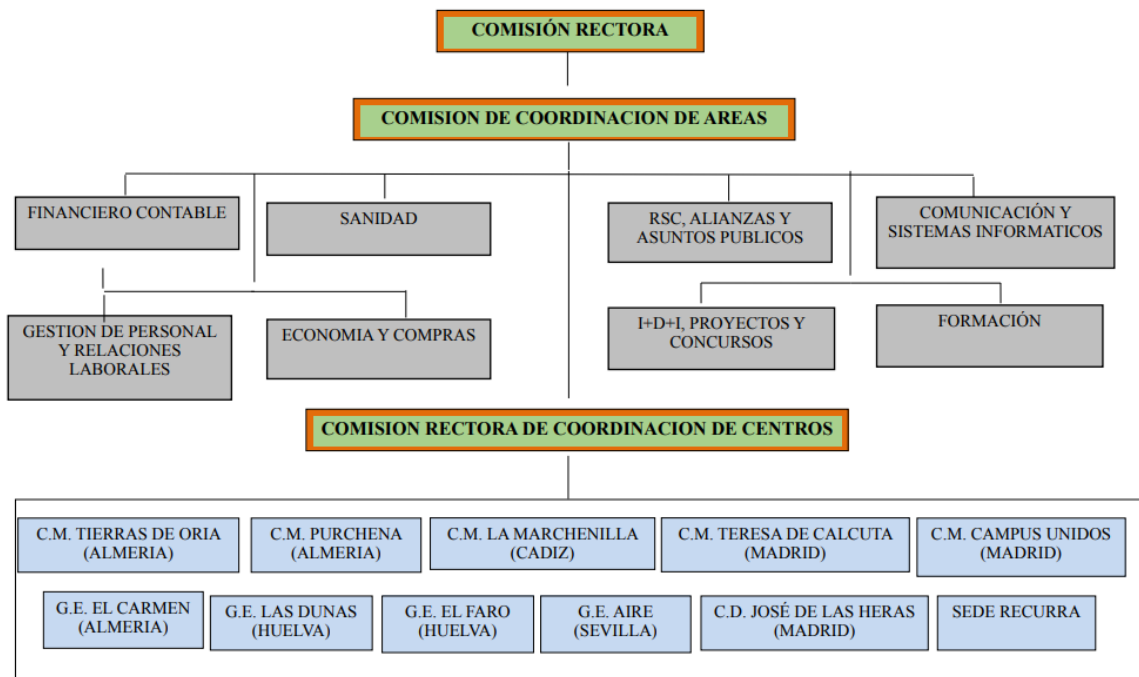 COMISIÓN RECTORA
COMISION DE COORDINACION DE AREAS
FINANCIERO CONTABLE
SANIDAD
RSC, ALIANZAS Y
ASUNTOS PUBLICOS
COMUNICACIÓN Y
SISTEMAS INFORMATICOS
GESTION DE PERSONAL
Y RELACIONES
LABORALES
ECONOMIA Y COMPRAS
I+D+I, PROYECTOS Y
CONCURSOS
FORMACIÓN
COMISION RECTORA DE COORDINACION DE CENTROS
C.M. TIERRAS DE ORIA
(ALMERIA)
C.M. PURCHENA
(ALMERIA)
C.M. LA MARCHENILLA
(CADIZ)
C.M. TERESA DE CALCUTA
(MADRID)
C.M. CAMPUS UNIDOS
(MADRID)
G.E. EL CARMEN
(ALMERIA)
G.E. LAS DUNAS
(HUELVA)
G.E. EL FARO
(HUELVA)
G.E. AIRE
(SEVILLA)
C.D. JOSÉ DE LAS HERAS
(MADRID)
SEDE RECURRA